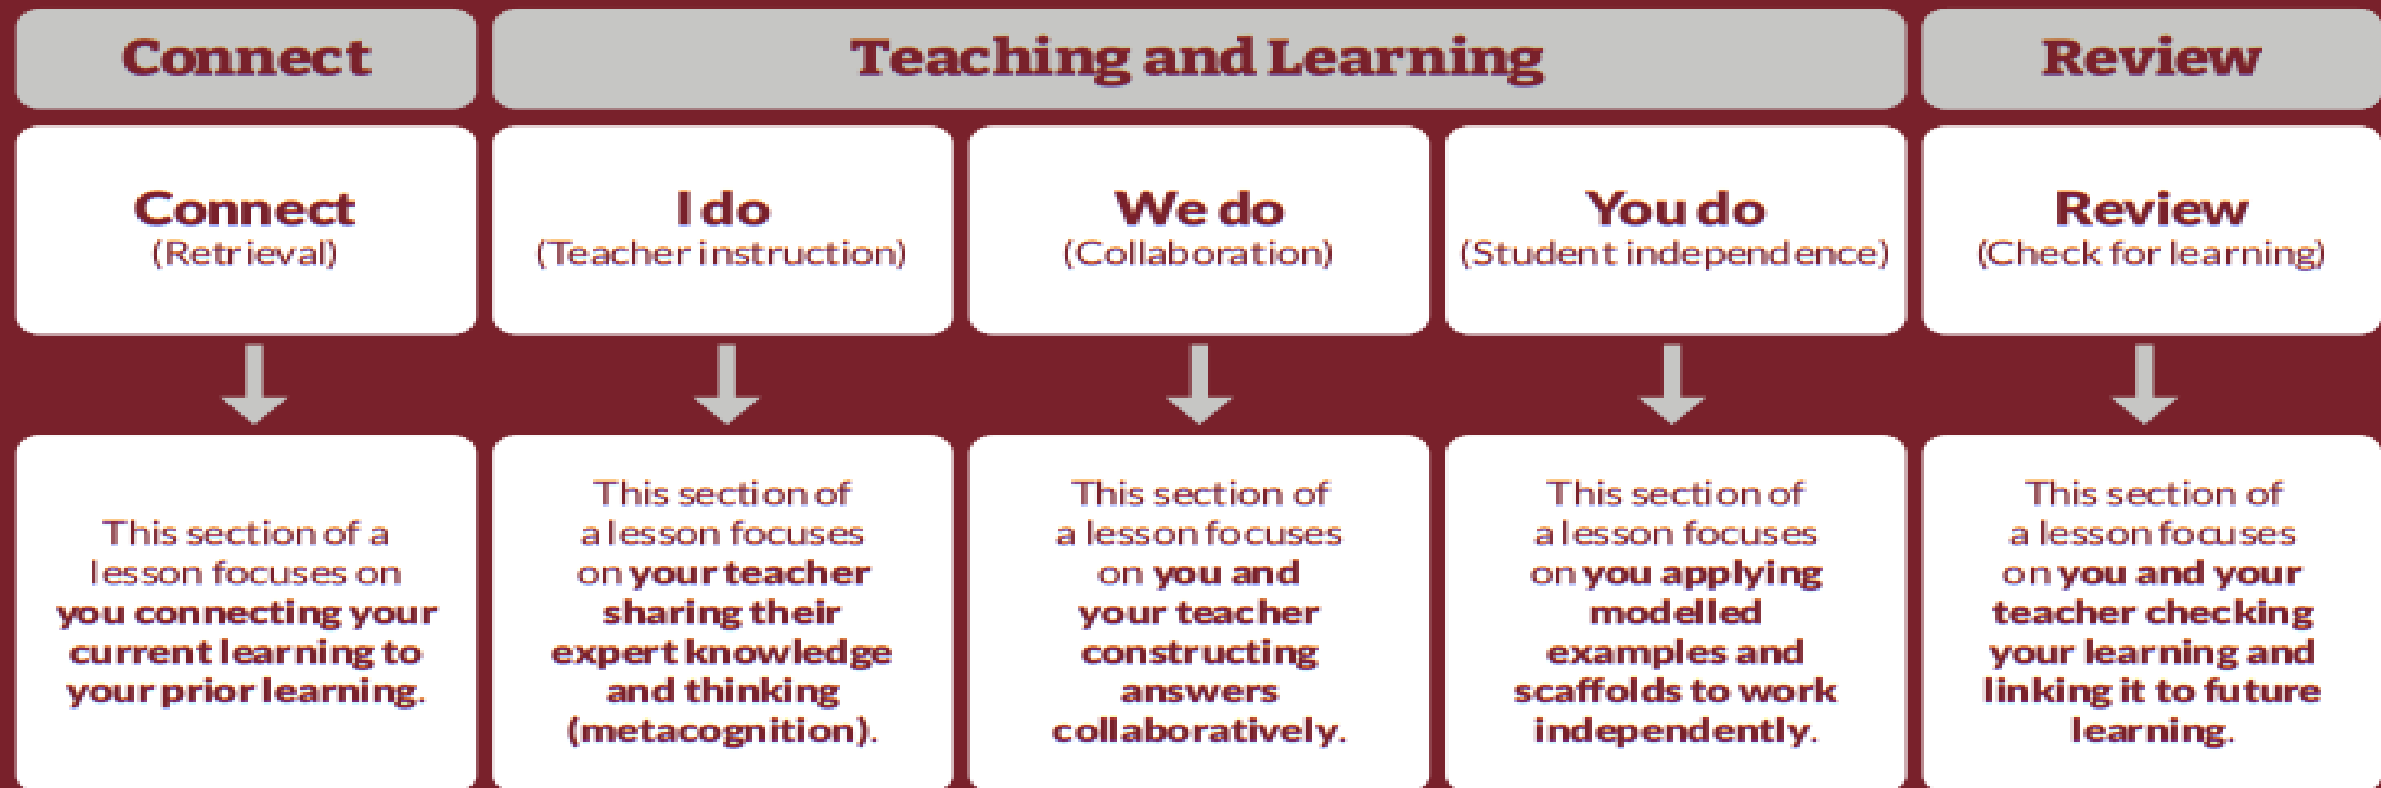 Connect
Teaching and Learning
Review
Connect
(Retrieval)
I do
(Teacher instruction)
We do
(Collaboration)
You do
(Student independence)
Review
(Check for learning)
This section of a
lesson focuses on
you connecting your
current learning to
your prior learning.
This section of
a lesson focuses
on your teacher
sharing their
expert knowledge
and thinking
(metacognition).
This section of
a lesson focuses
on you and
your teacher
constructing
answers
collaboratively.
This section of
a lesson focuses
on you applying
modelled
examples and
scaffolds to work
independently.
This section of
a lesson focuses
on you and your
teacher checking
your learning and
linking it to future
learning.